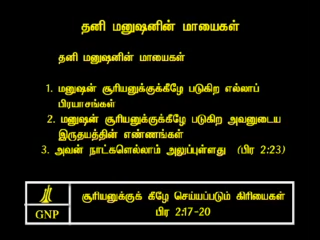 தனி மனுஷனின் மாயைகள்
தனி மனுஷனின் மாயைகள்
1. மனுஷன் சூரியனுக்குக்கீழே படுகிற எல்லாப்
பிரயாசங்கள்
2. மனுஷன் சூரியனுக்குக்கீழே படுகிற அவனுடைய
இருதயத்தின் எண்ணங்கள்
3. அவன் நாட்களெல்லாம் அலுப்புள்ளது (பிர 2:23)
GNP
சூரியனுக்குக் கீழே செய்யப்படும் கிரியைகள்
பிர 2:17-20